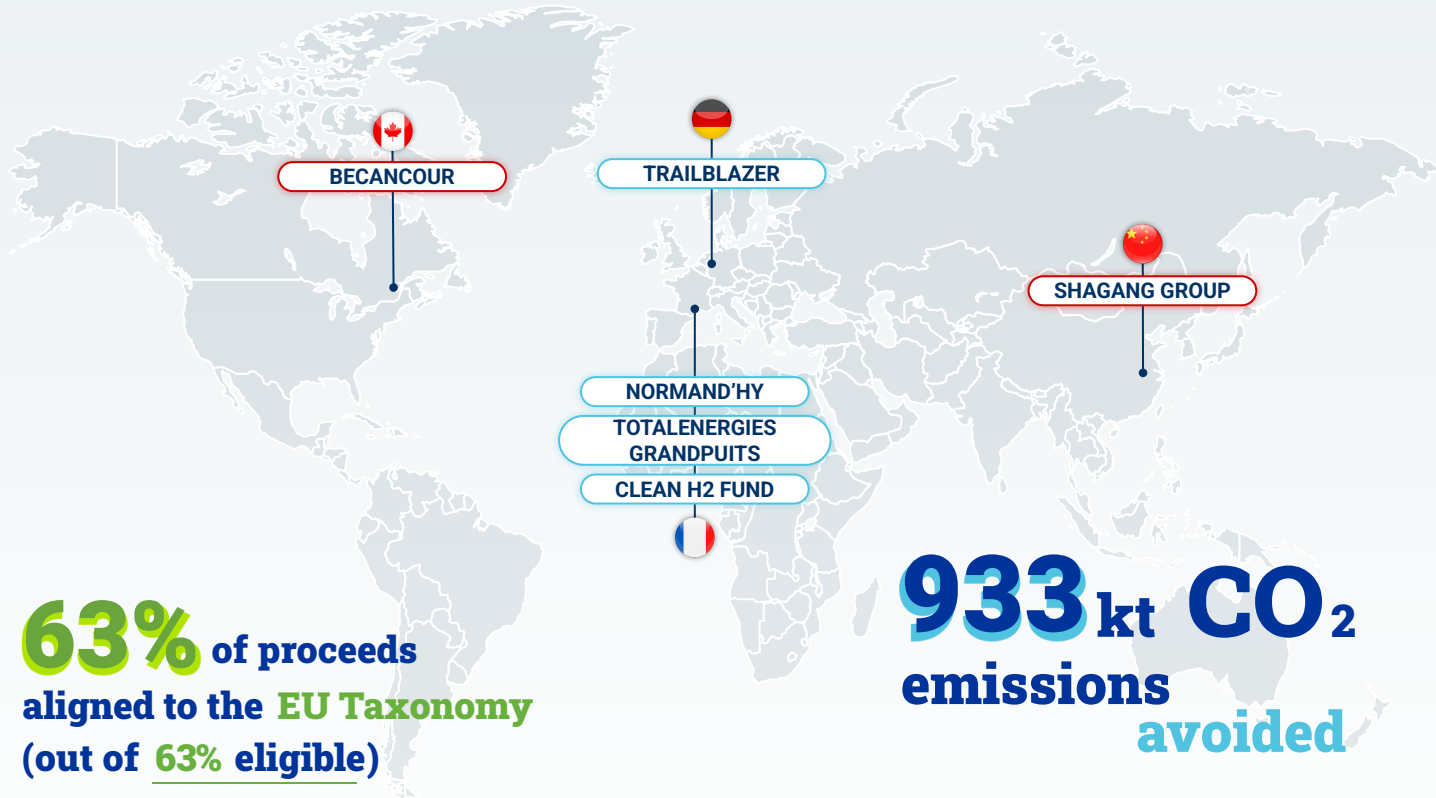 BECANCOUR
TRAILBLAZER
SHAGANG GROUP
NORMAND’HY
TOTALENERGIES
GRANDPUITS
CLEAN H2 FUND
63% of proceeds
aligned to the EU Taxonomy
(out of 63% eligible)
933 kt CO2
emissions
avoided